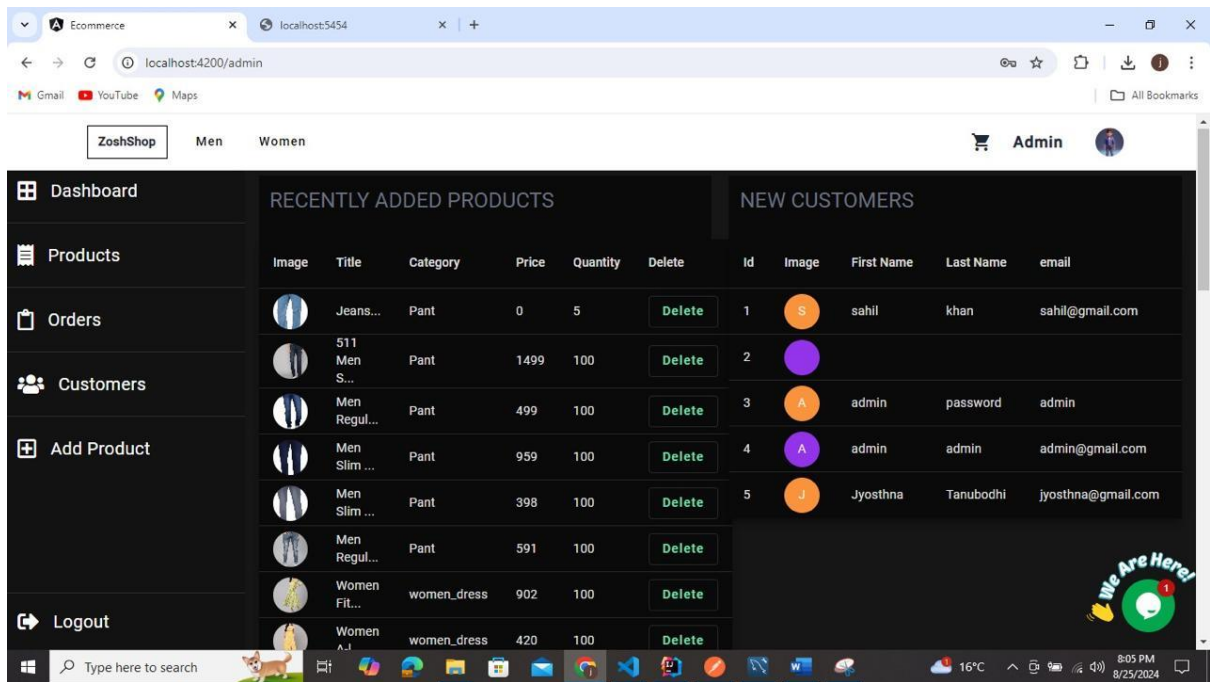 Ecommerce
localhost:5454
localhost:4200/admin
Gmail YouTube Maps All Bookmarks
ZoshShop Men Women Admin
Dashboard
Products
Orders
Customers
Add Product
Logout
RECENTLY ADDED PRODUCTS
Image Title Category Price Quantity Delete
Jeans... Pant 0 5 Delete
511
Men
S...
Pant 1499 100 Delete
Men
Regul...
Pant 499 100 Delete
Men
Slim ...
Pant 959 100 Delete
Men
Slim ...
Pant 398 100 Delete
Men
Regul...
Pant 591 100 Delete
Women
Fit...
women_dress 902 100 Delete
Women
women_dress 420 100 Delete
NEW CUSTOMERS
Id Image First Name Last Name email
1 S sahil khan sahil@gmail.com
2
3 A admin password admin
4 A admin admin admin@gmail.com
5 J Jyosthna Tanubodhi jyosthna@gmail.com
We Are Here!
1
Type here to search
16°C
8:05 PM
8/25/2024